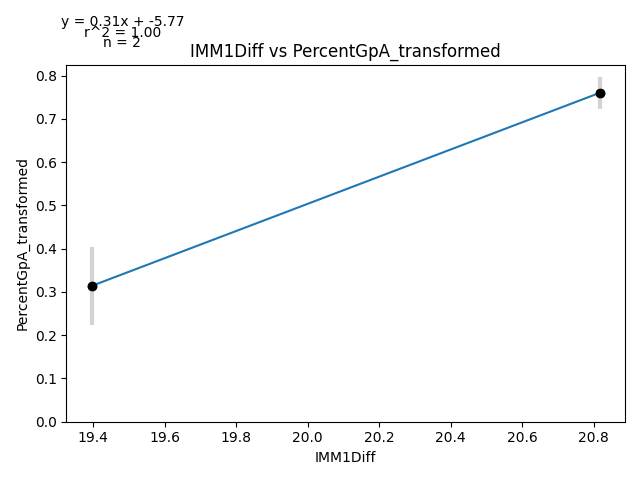 y = 0.31x + -5.77
r^2 = 1.00
n = 2
IMM1Diff vs PercentGpA_transformed
PercentGpA_transformed
0.8
0.7
0.6
0.5
0.4
0.3
0.2
0.1
0.0
19.4 19.6 19.8 20.0 20.2 20.4 20.6 20.8
IMM1Diff